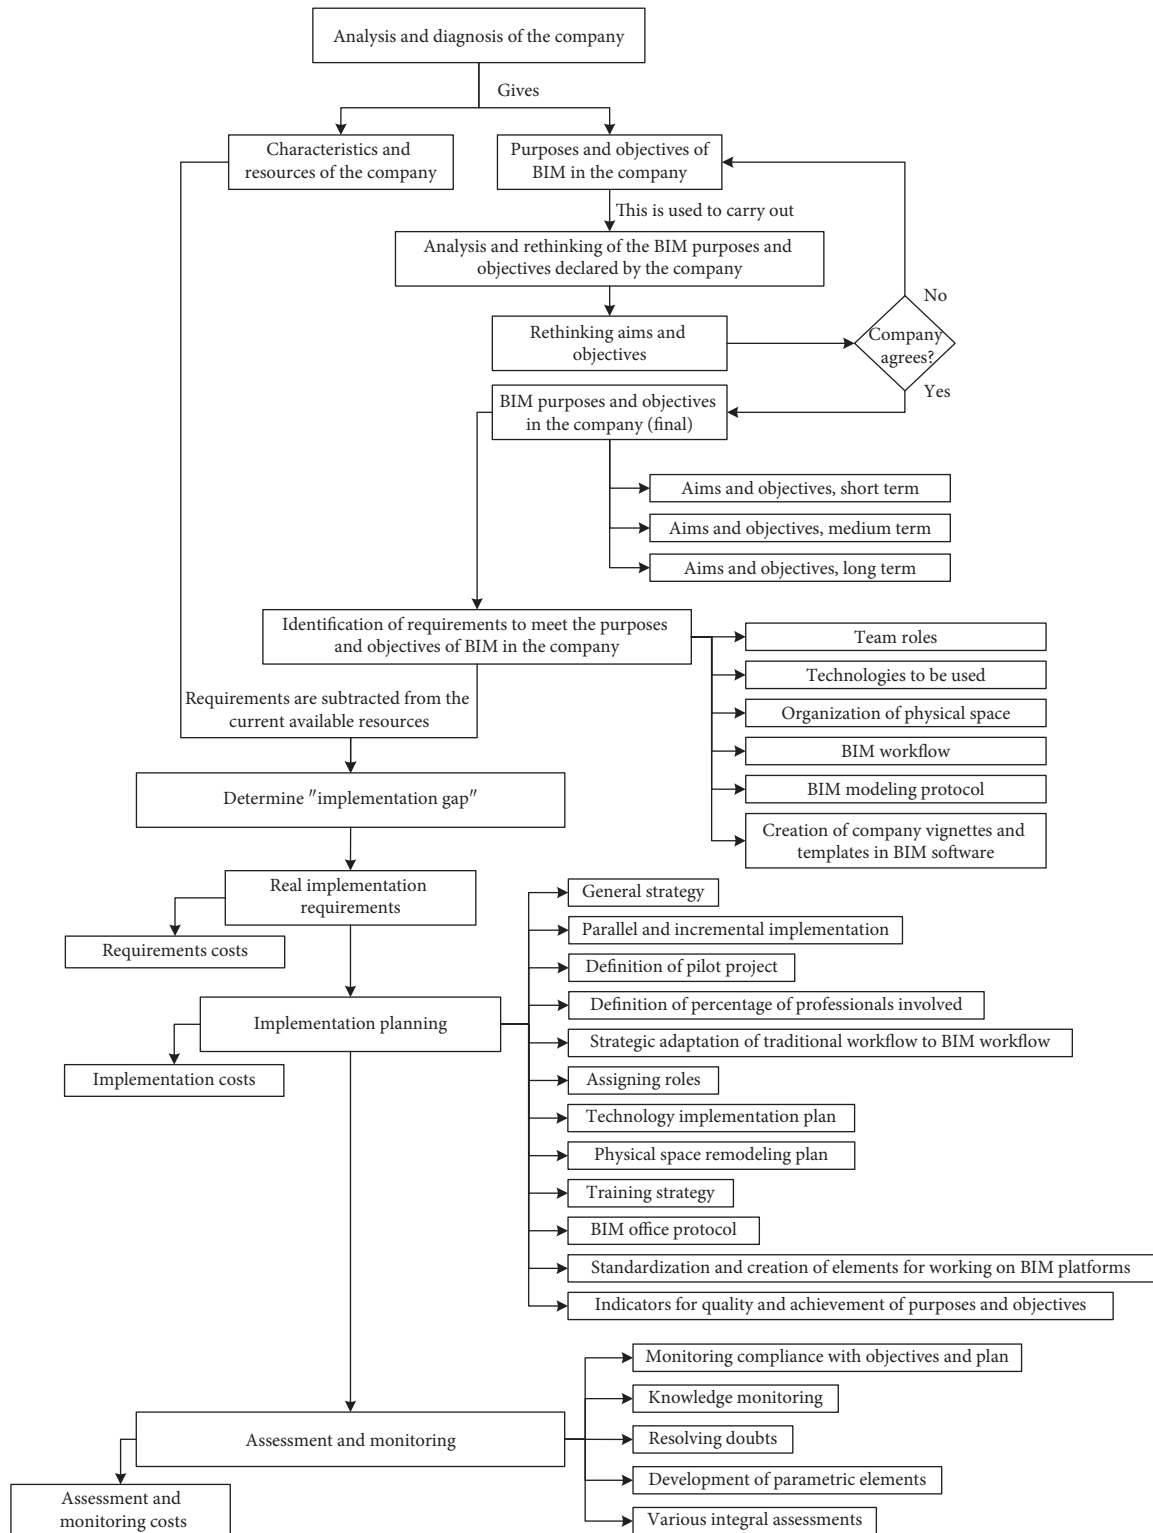 Analysis and diagnosis of the company
Gives
Characteristics and
resources of the company
Purposes and objectives of
BIM in the company
This is used to carry out
Analysis and rethinking of the BIM purposes and
objectives declared by the company
No
Rethinking aims and
objectives
Company
agrees?
Yes
BIM purposes and objectives
in the company (final)
Aims and objectives, short term
Aims and objectives, medium term
Aims and objectives, long term
Identification of requirements to meet the purposes
and objectives of BIM in the company
Team roles
Technologies to be used
Organization of physical space
BIM workflow
BIM modeling protocol
Creation of company vignettes and
templates in BIM software
Requirements are subtracted from the
current available resources
Determine "implementation gap"
Real implementation
requirements
Requirements costs
Implementation planning
Implementation costs
General strategy
Parallel and incremental implementation
Definition of pilot project
Definition of percentage of professionals involved
Strategic adaptation of traditional workflow to BIM workflow
Assigning roles
Technology implementation plan
Physical space remodeling plan
Training strategy
BIM office protocol
Standardization and creation of elements for working on BIM platforms
Indicators for quality and achievement of purposes and objectives
Assessment and monitoring
Assessment and
monitoring costs
Monitoring compliance with objectives and plan
Knowledge monitoring
Resolving doubts
Development of parametric elements
Various integral assessments